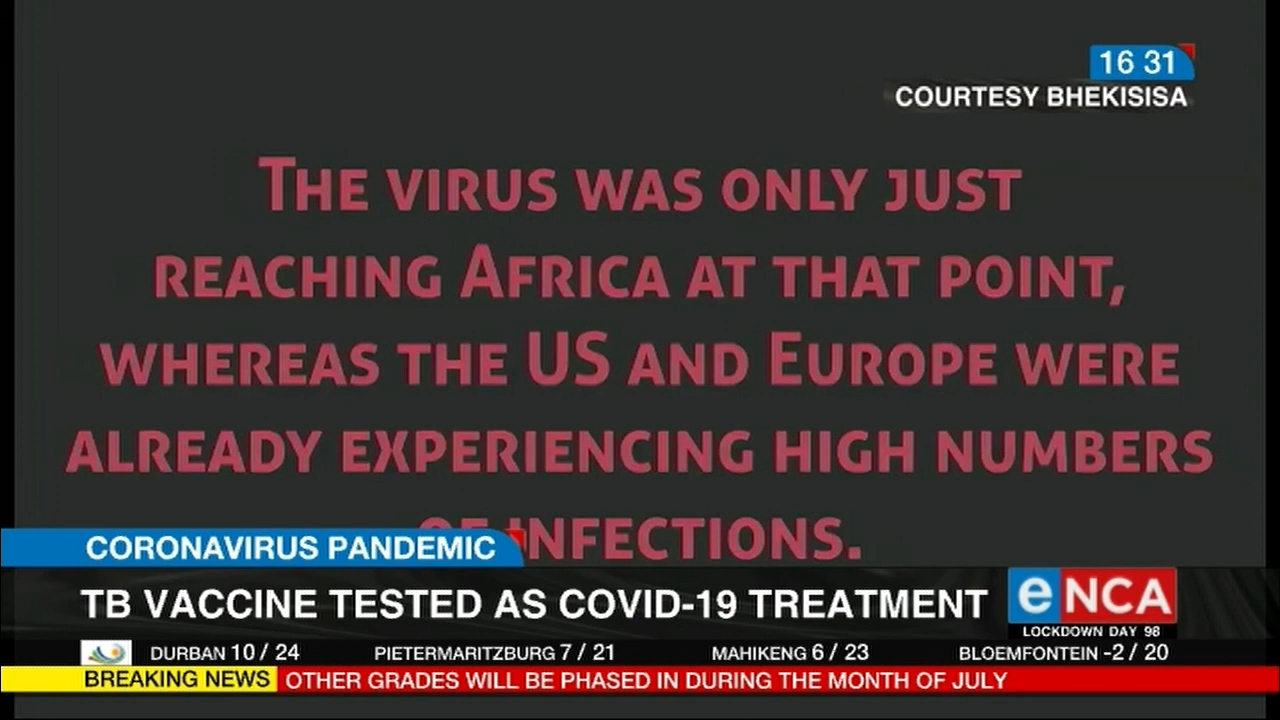 16 31
COURTESY BHEKISISA
THE VIRUS WAS ONLY JUST
REACHING AFRICA AT THAT POINT,
WHEREAS THE US AND EUROPE WERE
ALREADY EXPERIENCING HIGH NUMBERS
OF INFECTIONS.
CORONAVIRUS PANDEMIC
TB VACCINE TESTED AS COVID-19 TREATMENT
eNCA
LOCKDOWN DAY 98
DURBAN 10 / 24 PIETERMARITZBURG 7 / 21 MAHIKENG 6 / 23 BLOEMFONTEIN -2 / 20
BREAKING NEWS OTHER GRADES WILL BE PHASED IN DURING THE MONTH OF JULY